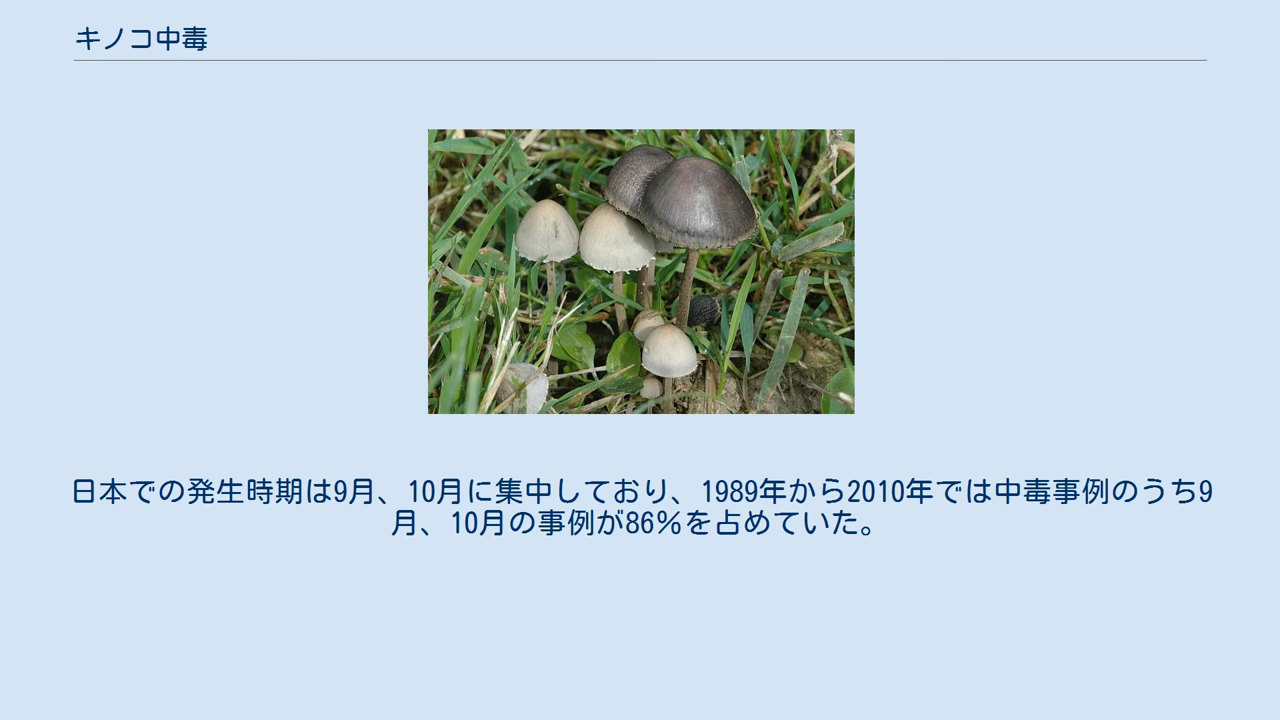 キノコ中毒
日本での発生時期は9月、10月に集中しており、1989年から2010年では中毒事例のうち9
月、10月の事例が86%を占めていた。